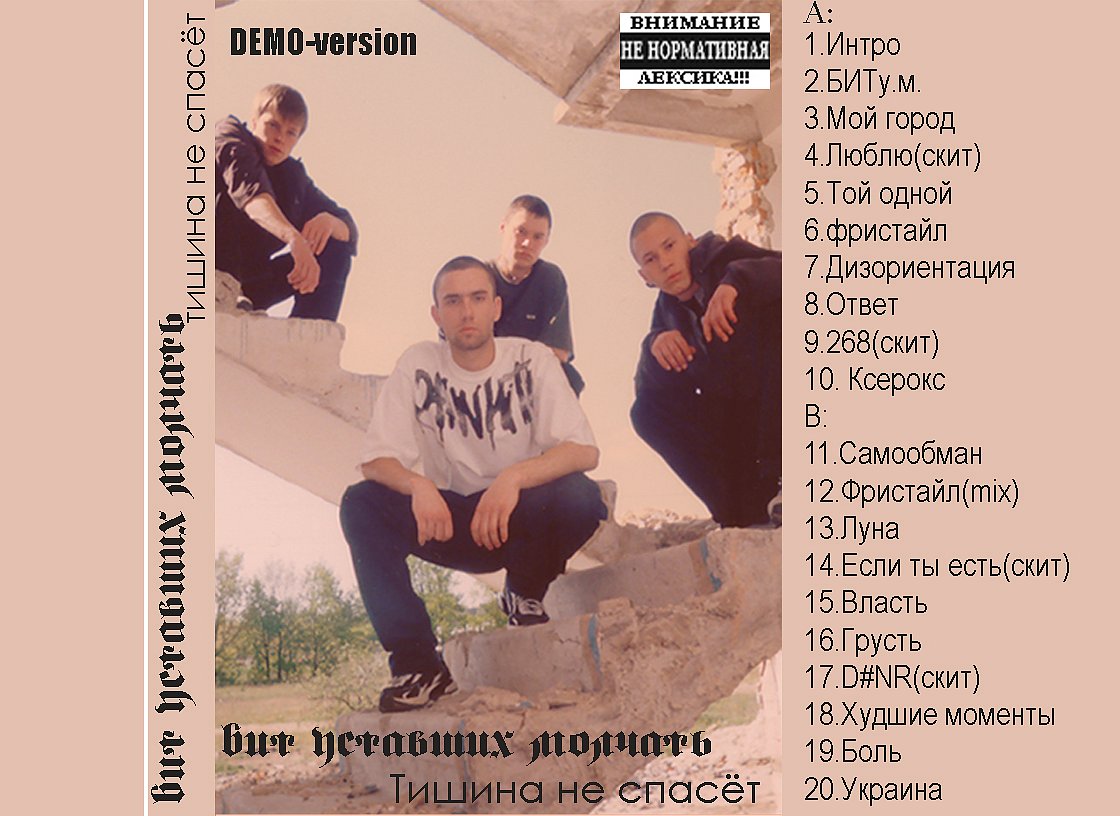 Тишина не спасёт
бит уставших молчать
DEMO-version
ВНИМАНИЕ
НЕ НОРМАТИВНАЯ
ЛЕКСИКА!!!
бит уставших молчать
Тишина не спасёт
А:
1.Интро
2.БИТу.м.
3.Мой город
4.Люблю(скит)
5.Той одной
6.фристайл
7.Дизориентация
8.Ответ
9.268(скит)
10. Ксерокс
В:
11.Самообман
12.Фристайл(mix)
13.Луна
14.Если ты есть(скит)
15.Власть
16.Грусть
17.D#NR(скит)
18.Худшие моменты
19.Боль
20.Украина